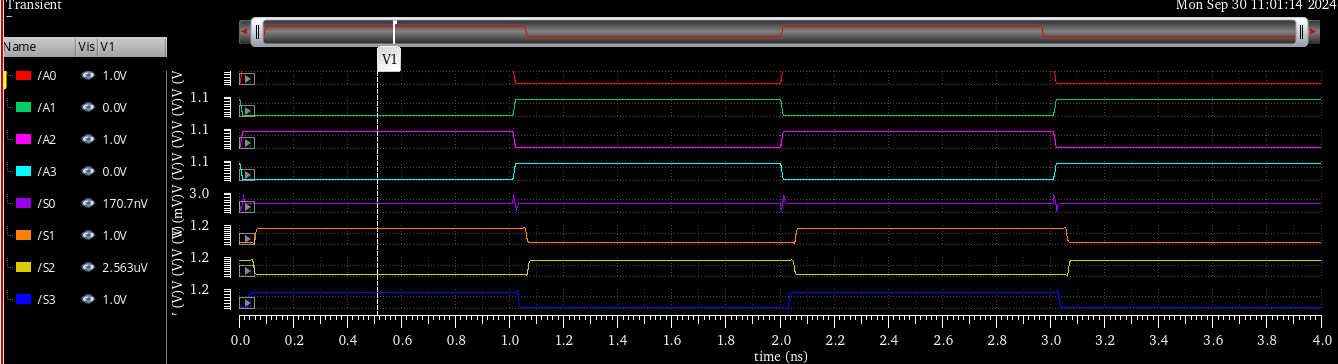 Transient
Mon Sep 30 11:01:14 2024
Name Vis V1
V1
/A0 1.0V
/A1 0.0V 1.1
/A2 1.0V 1.1
/A3 0.0V 1.1
/S0 170.7nV 3.0
/S1 1.0V 1.2
/S2 2.563uV 1.2
/S3 1.0V 1.2
0.0 0.2 0.4 0.6 0.8 1.0 1.2 1.4 1.6 1.8 2.0 2.2 2.4 2.6 2.8 3.0 3.2 3.4 3.6 3.8 4.0
time (ns)